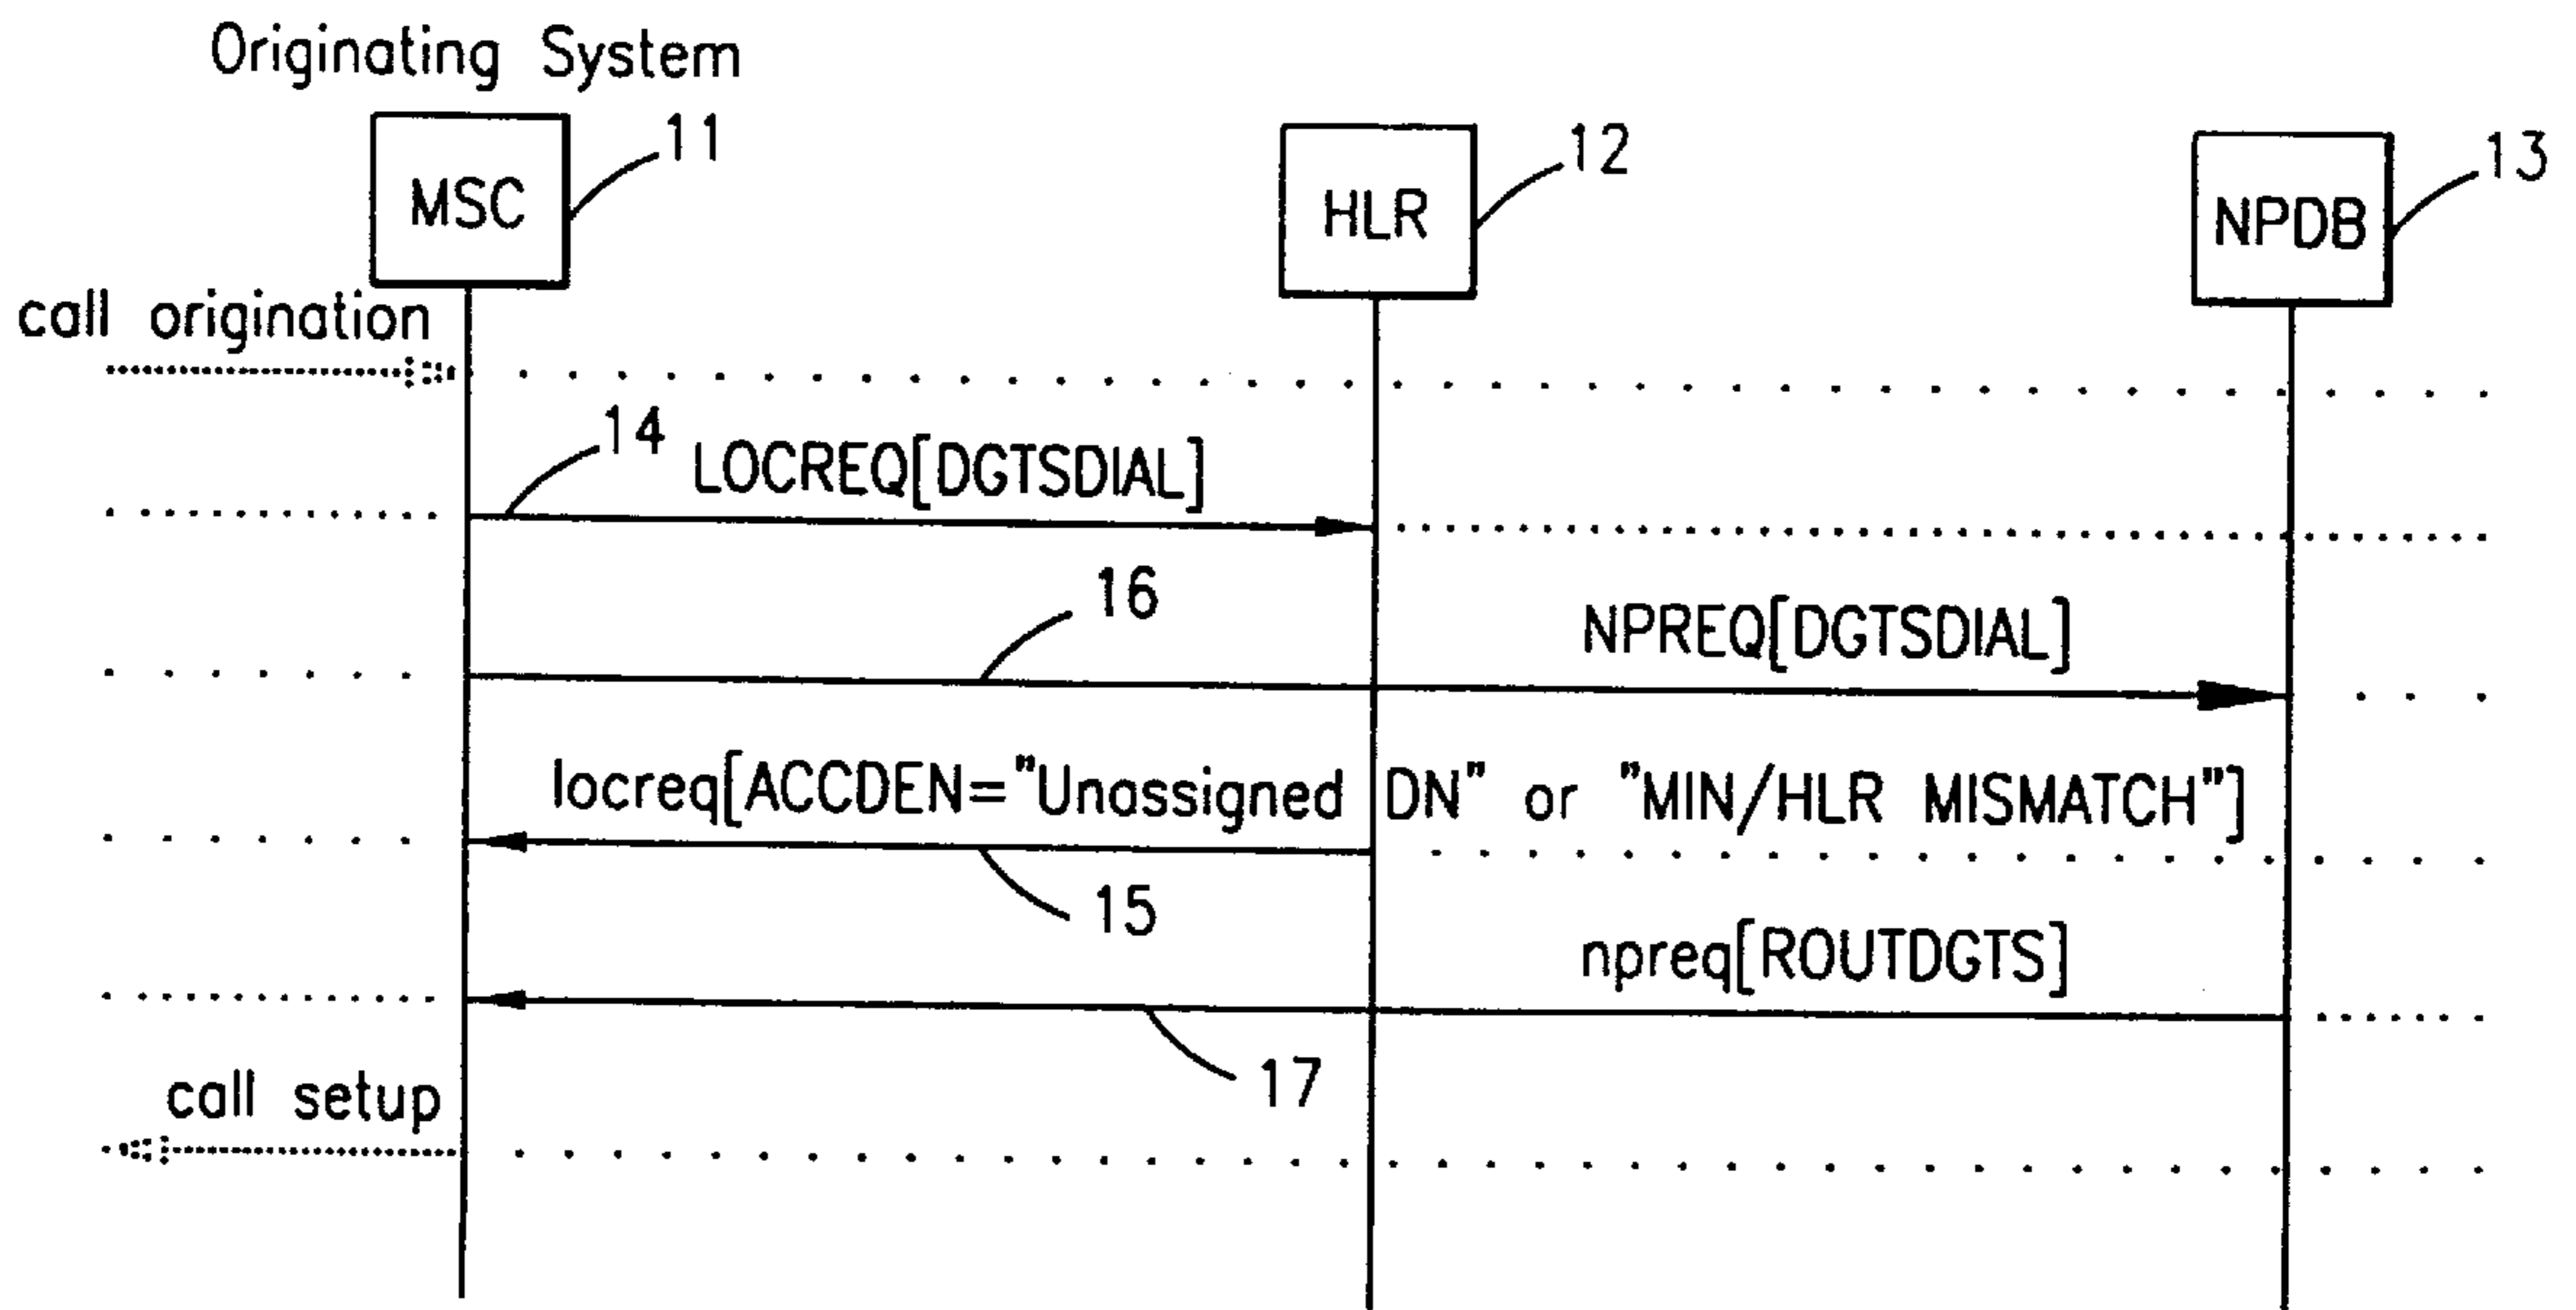 Originating System
MSC
11
HLR
12
NPDB
13
call origination
14
LOCREQ[DGTSDIAL]
16
NPREQ[DGTSDIAL]
locreq[ACCDEN="Unassigned DN" or "MIN/HLR MISMATCH"]
15
npreq[ROUTDGTS]
17
call setup